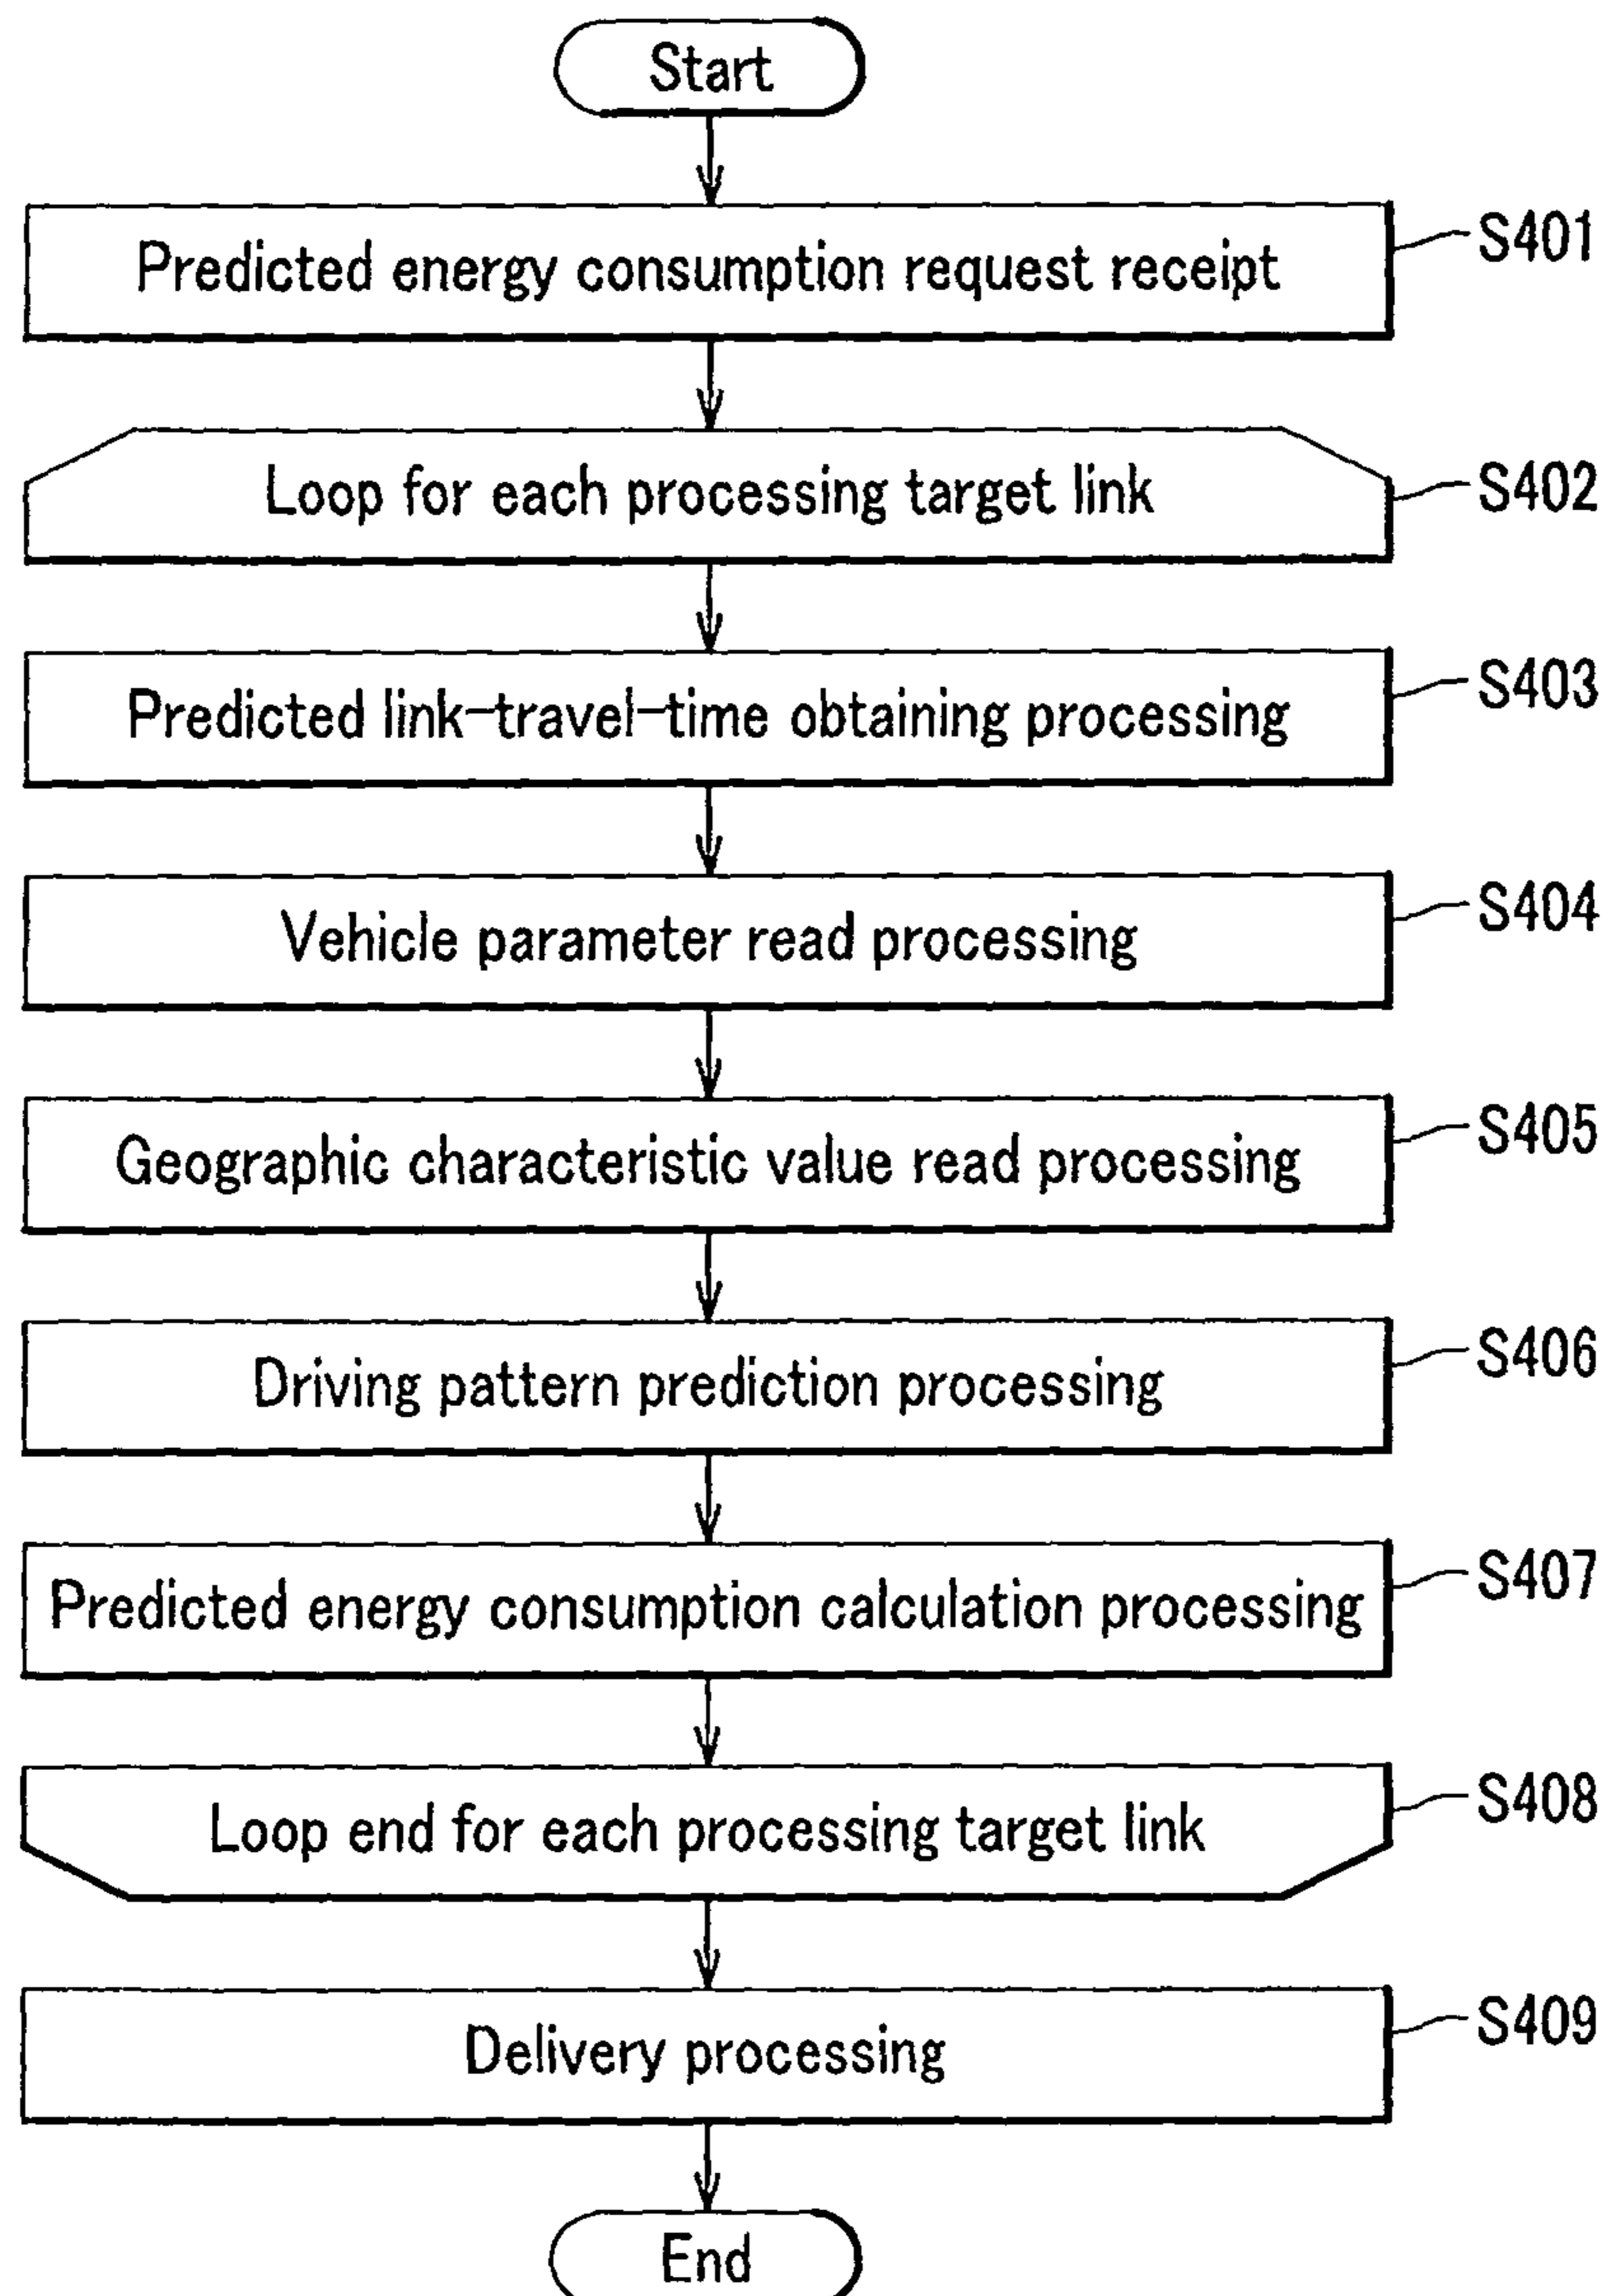 Start
Predicted energy consumption request receipt
S401
Loop for each processing target link
S402
Predicted link-travel-time obtaining processing
S403
Vehicle parameter read processing
S404
Geographic characteristic value read processing
S405
Driving pattern prediction processing
S406
Predicted energy consumption calculation processing
S407
Loop end for each processing target link
S408
Delivery processing
S409
End